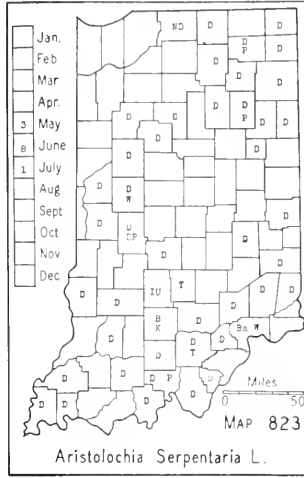 Jan.
Feb
Mar
Apr.
3 May
8 June
1 July
Aug
Sept
Oct
Nov
Dec
ND D D
D P
D
D D P
D D D D D
D
D D
D W
D
D
D P
D D
D
IU T D D
D D
B K
Ba W
D D D T D
D
D D P D
D D D
Miles
0 50
MAP 823
Aristolochia Serpentaria L.